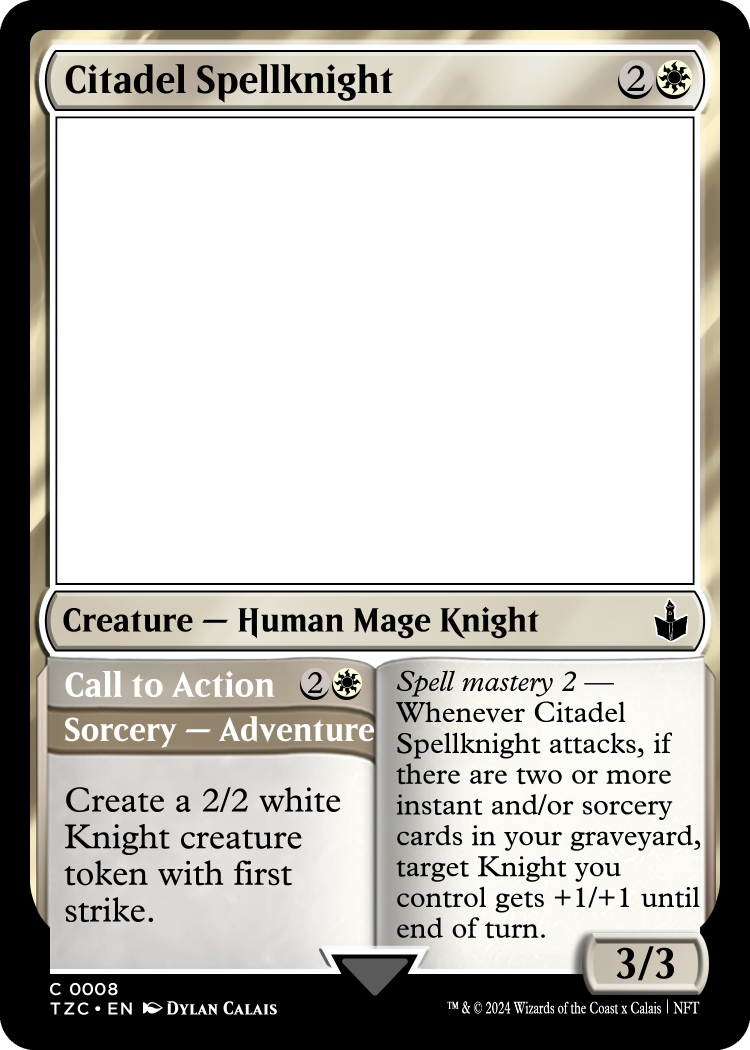 Citadel Spellknight 2
Creature — Human Mage Knight
Call to Action 2
Sorcery — Adventure
Create a 2/2 white
Knight creature
token with first
strike.
Spell mastery 2 —
Whenever Citadel
Spellknight attacks, if
there are two or more
instant and/or sorcery
cards in your graveyard,
target Knight you
control gets +1/+1 until
end of turn.
3/3
C 0008
TZC • EN DYLAN CALAIS
™ & © 2024 Wizards of the Coast x Calais | NFT